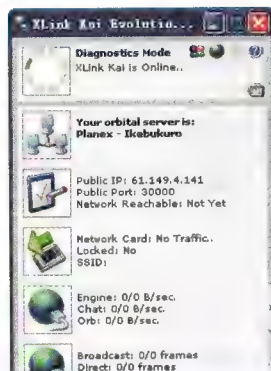 XLink Kai Evolutio...
Diagnostics Mode
XLink Kai is Online..
Your orbital server is:
Planex - Ikebukuro
Public IP: 61.149.4.141
Public Port: 30000
Network Reachable: Not Yet
Network Card: No Traffic..
Locked: No
SSID:
Engine: 0/0 B/sec.
Chat: 0/0 B/sec.
Orb: 0/0 B/sec.
Broadcast: 0/0 frames
Direct: 0/0 frames